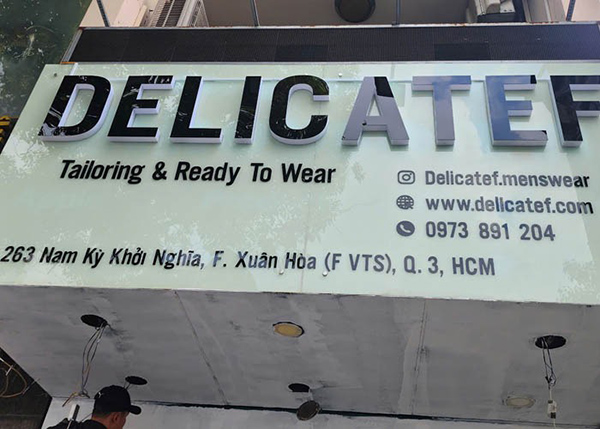 DELICATEF
Tailoring & Ready To Wear
Delicatef.menswear
www.delicatef.com
0973 891 204
263 Nam Kỳ Khởi Nghĩa, F. Xuân Hòa (F VTS), Q. 3, HCM